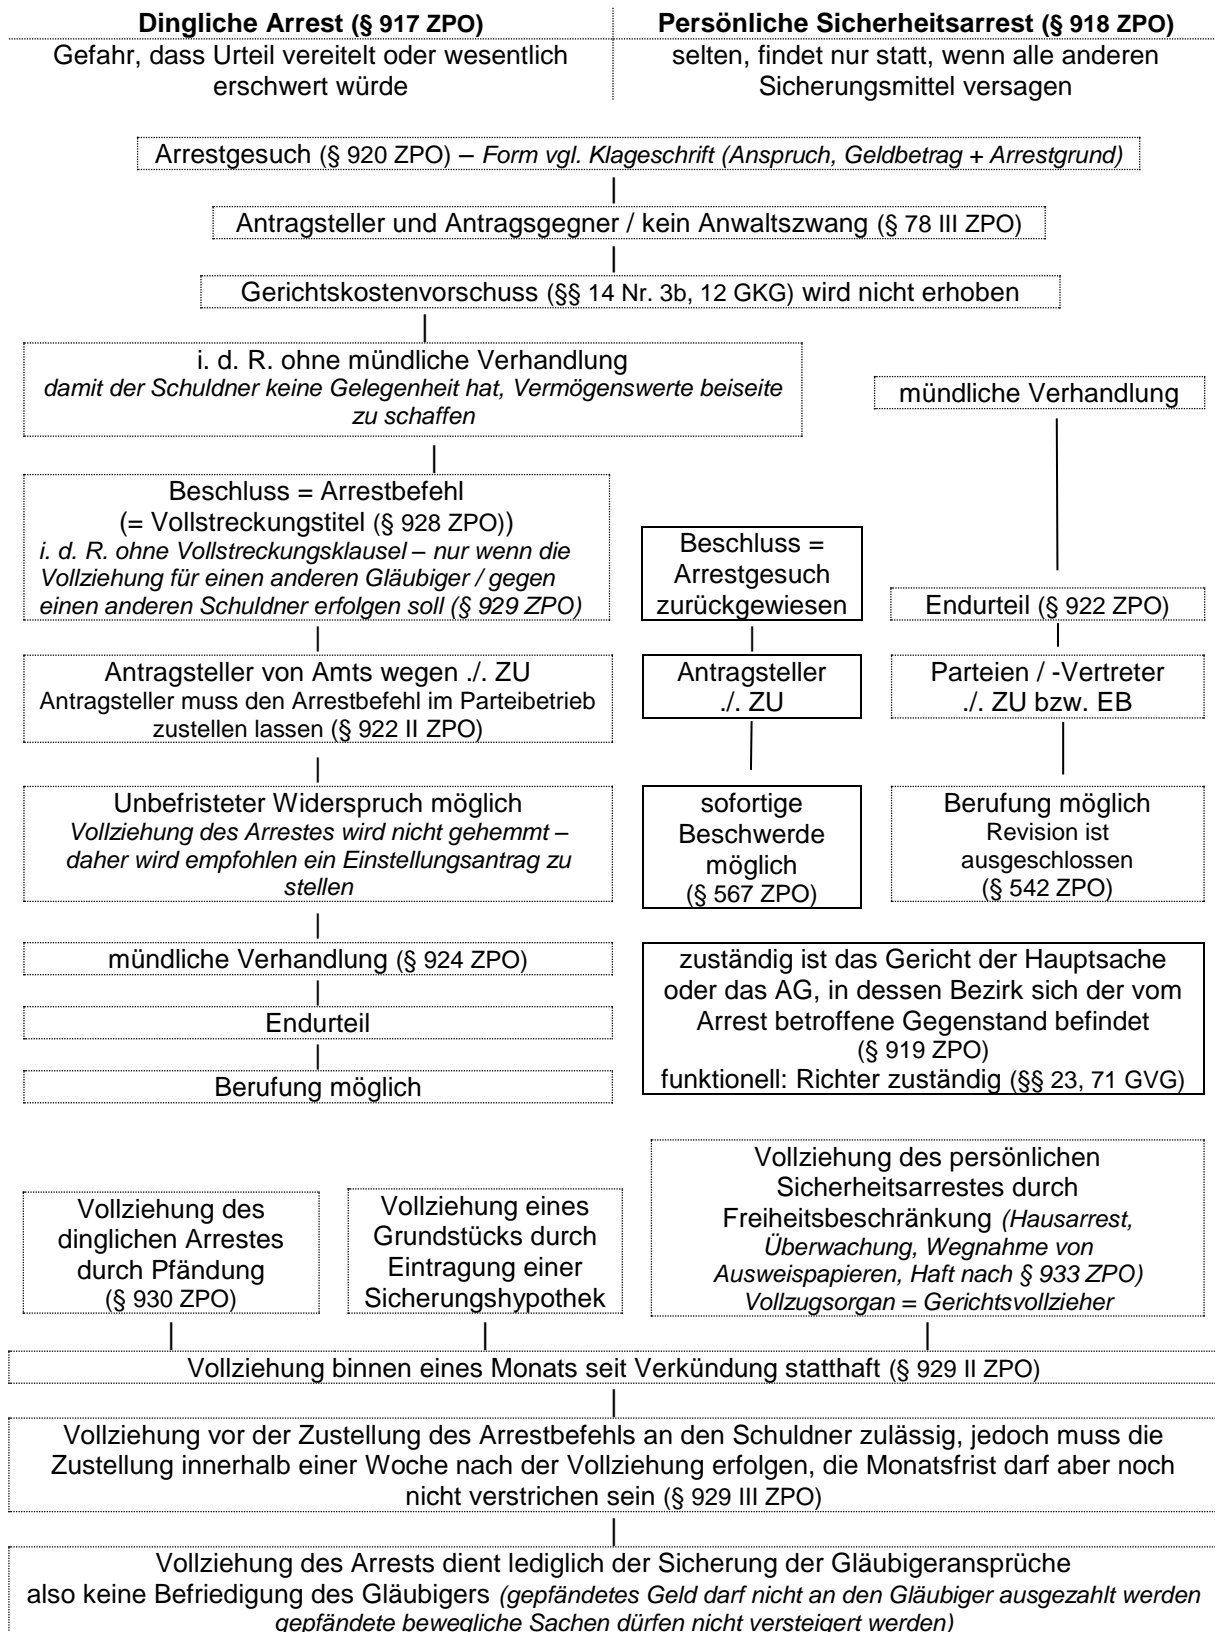 Dingliche Arrest (§ 917 ZPO)
Gefahr, dass Urteil vereitelt oder wesentlich
erschwert würde
Persönliche Sicherheitsarrest (§ 918 ZPO)
selten, findet nur statt, wenn alle anderen
Sicherungsmittel versagen
Arrestgesuch (§ 920 ZPO) – Form vgl. Klageschrift (Anspruch, Geldbetrag + Arrestgrund)
Antragsteller und Antragsgegner / kein Anwaltszwang (§ 78 III ZPO)
Gerichtskostenvorschuss (§§ 14 Nr. 3b, 12 GKG) wird nicht erhoben
i. d. R. ohne mündliche Verhandlung
damit der Schuldner keine Gelegenheit hat, Vermögenswerte beiseite
zu schaffen
mündliche Verhandlung
Beschluss = Arrestbefehl
(= Vollstreckungstitel (§ 928 ZPO))
i. d. R. ohne Vollstreckungsklausel – nur wenn die
Vollziehung für einen anderen Gläubiger / gegen
einen anderen Schuldner erfolgen soll (§ 929 ZPO)
Beschluss =
Arrestgesuch
zurückgewiesen
Endurteil (§ 922 ZPO)
Antragsteller von Amts wegen ./. ZU
Antragsteller muss den Arrestbefehl im Parteibetrieb
zustellen lassen (§ 922 II ZPO)
Antragsteller
./. ZU
Parteien / -Vertreter
./. ZU bzw. EB
Unbefristeter Widerspruch möglich
Vollziehung des Arrestes wird nicht gehemmt –
daher wird empfohlen ein Einstellungsantrag zu
stellen
sofortige
Beschwerde
möglich
(§ 567 ZPO)
Berufung möglich
Revision ist
ausgeschlossen
(§ 542 ZPO)
mündliche Verhandlung (§ 924 ZPO)
Endurteil
Berufung möglich
zuständig ist das Gericht der Hauptsache
oder das AG, in dessen Bezirk sich der vom
Arrest betroffene Gegenstand befindet
(§ 919 ZPO)
funktionell: Richter zuständig (§§ 23, 71 GVG)
Vollziehung des
dinglichen Arrestes
durch Pfändung
(§ 930 ZPO)
Vollziehung eines
Grundstücks durch
Eintragung einer
Sicherungshypothek
Vollziehung des persönlichen
Sicherheitsarrestes durch
Freiheitsbeschränkung (Hausarrest,
Überwachung, Wegnahme von
Ausweispapieren, Haft nach § 933 ZPO)
Vollzugsorgan = Gerichtsvollzieher
Vollziehung binnen eines Monats seit Verkündung statthaft (§ 929 II ZPO)
Vollziehung vor der Zustellung des Arrestbefehls an den Schuldner zulässig, jedoch muss die
Zustellung innerhalb einer Woche nach der Vollziehung erfolgen, die Monatsfrist darf aber noch
nicht verstrichen sein (§ 929 III ZPO)
Vollziehung des Arrests dient lediglich der Sicherung der Gläubigeransprüche
also keine Befriedigung des Gläubigers (gepfändetes Geld darf nicht an den Gläubiger ausgezahlt werden
gepfändete bewegliche Sachen dürfen nicht versteigert werden)